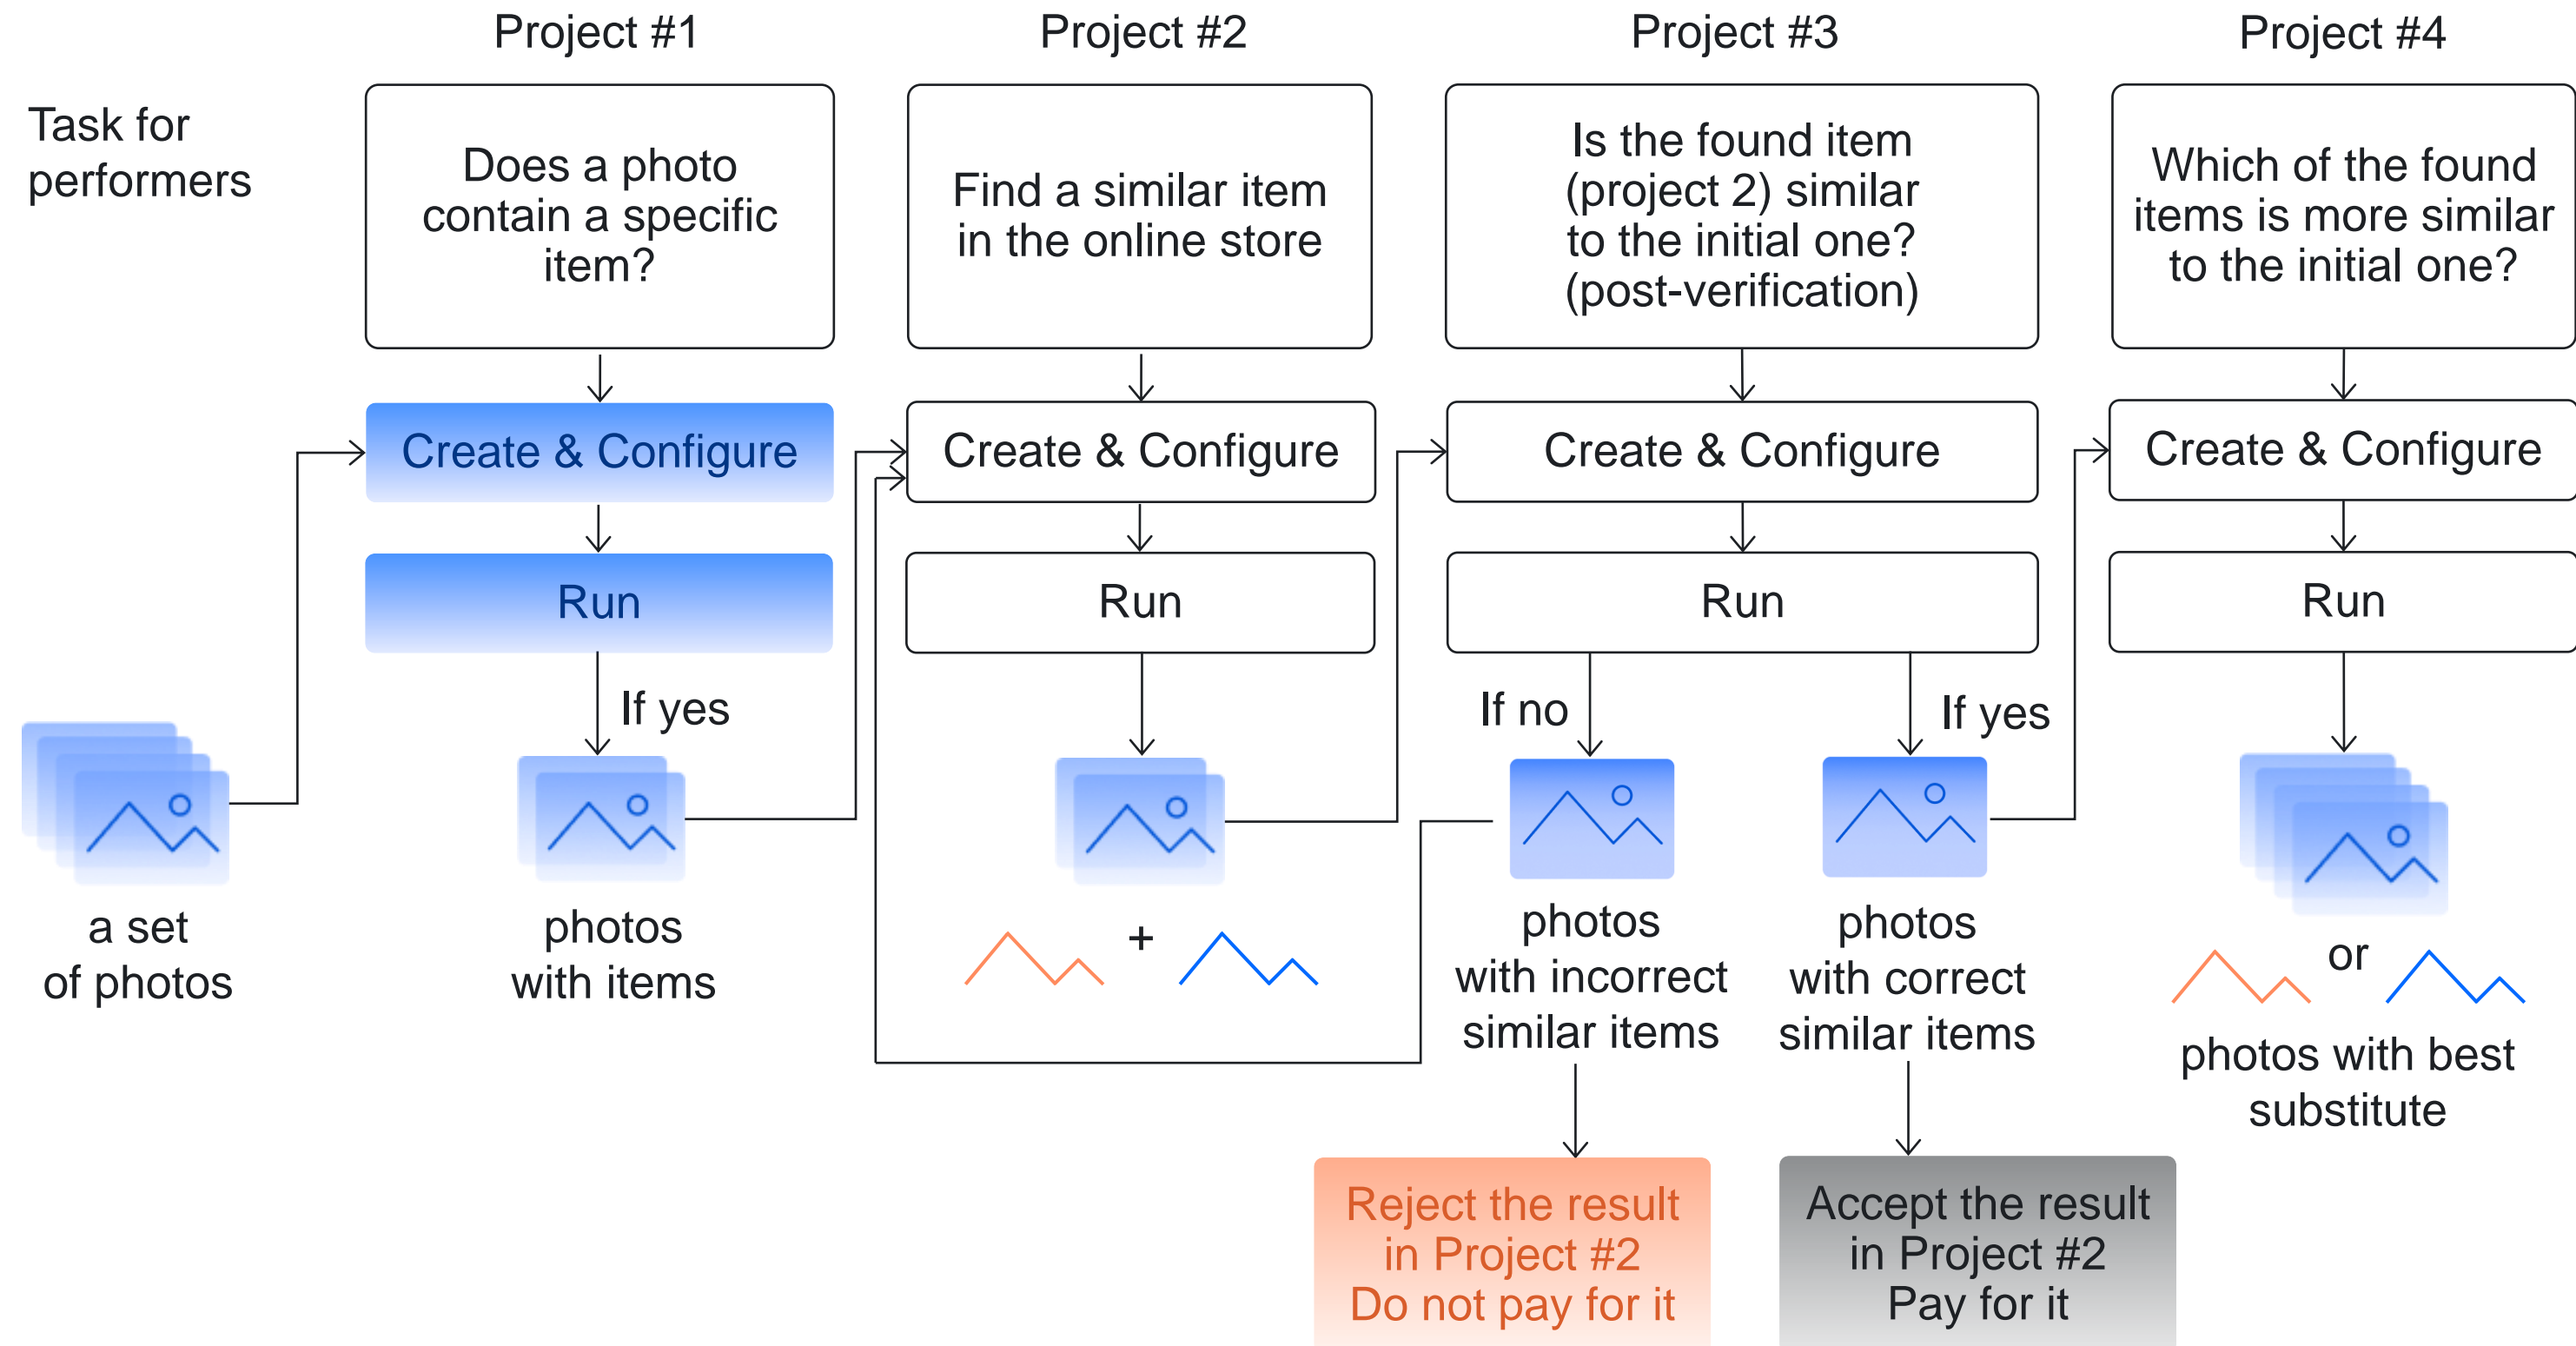 Project #1
Project #2
Project #3
Project #4
Task for
performers
Does a photo
contain a specific
item?
Find a similar item
in the online store
Is the found item
(project 2) similar
to the initial one?
(post-verification)
Which of the found
items is more similar
to the initial one?
Create & Configure
Create & Configure
Create & Configure
Create & Configure
Run
Run
Run
Run
If yes
If no
If yes
a set
of photos
photos
with items
+
photos
with incorrect
similar items
photos
with correct
similar items
or
photos with best
substitute
Reject the result
in Project #2
Do not pay for it
Accept the result
in Project #2
Pay for it